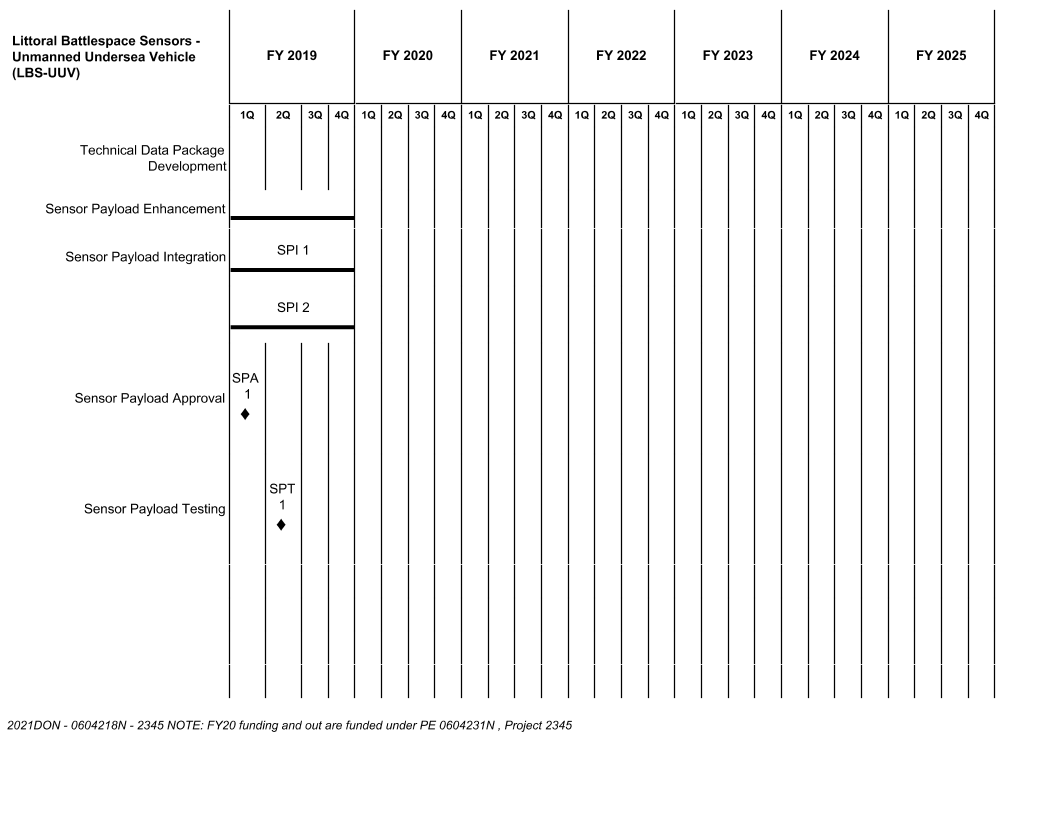 Littoral Battlespace Sensors -
Unmanned Undersea Vehicle
(LBS-UUV)
FY 2019 FY 2020 FY 2021 FY 2022 FY 2023 FY 2024 FY 2025
1Q 2Q 3Q 4Q 1Q 2Q 3Q 4Q 1Q 2Q 3Q 4Q 1Q 2Q 3Q 4Q 1Q 2Q 3Q 4Q 1Q 2Q 3Q 4Q 1Q 2Q 3Q 4Q
Technical Data Package
Development
Sensor Payload Enhancement
SPI 1
Sensor Payload Integration
SPI 2
SPA
1
Sensor Payload Approval
SPT
1
Sensor Payload Testing
2021DON - 0604218N - 2345 NOTE: FY20 funding and out are funded under PE 0604231N , Project 2345